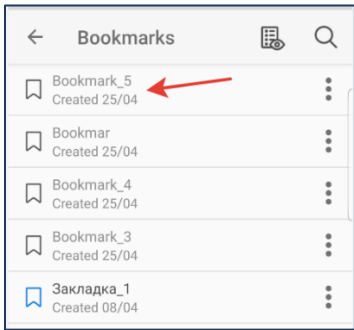 Bookmarks
Bookmark_5
Created 25/04
Bookmar
Created 25/04
Bookmark_4
Created 25/04
Bookmark_3
Created 25/04
Закладка_1
Created 08/04